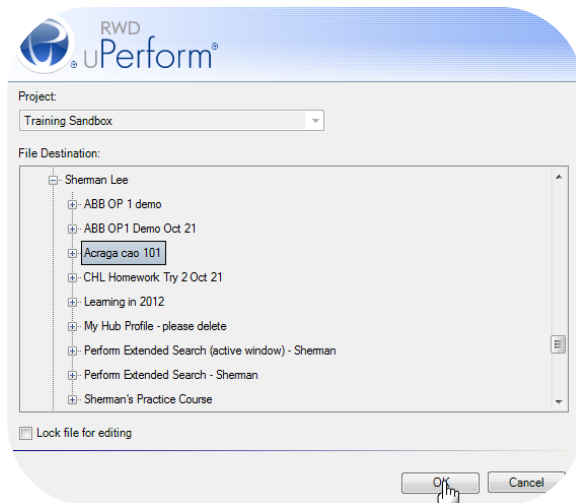 RWD
uPerform®
Project:
Training Sandbox
File Destination:
Sherman Lee
ABB OP 1 demo
ABB OP1 Demo Oct 21
Acraga cao 101
CHL Homework Try 2 Oct 21
Learning in 2012
My Hub Profile - please delete
Perform Extended Search (active window) - Sherman
Perform Extended Search - Sherman
Sherman's Practice Course
Lock file for editing
OK Cancel